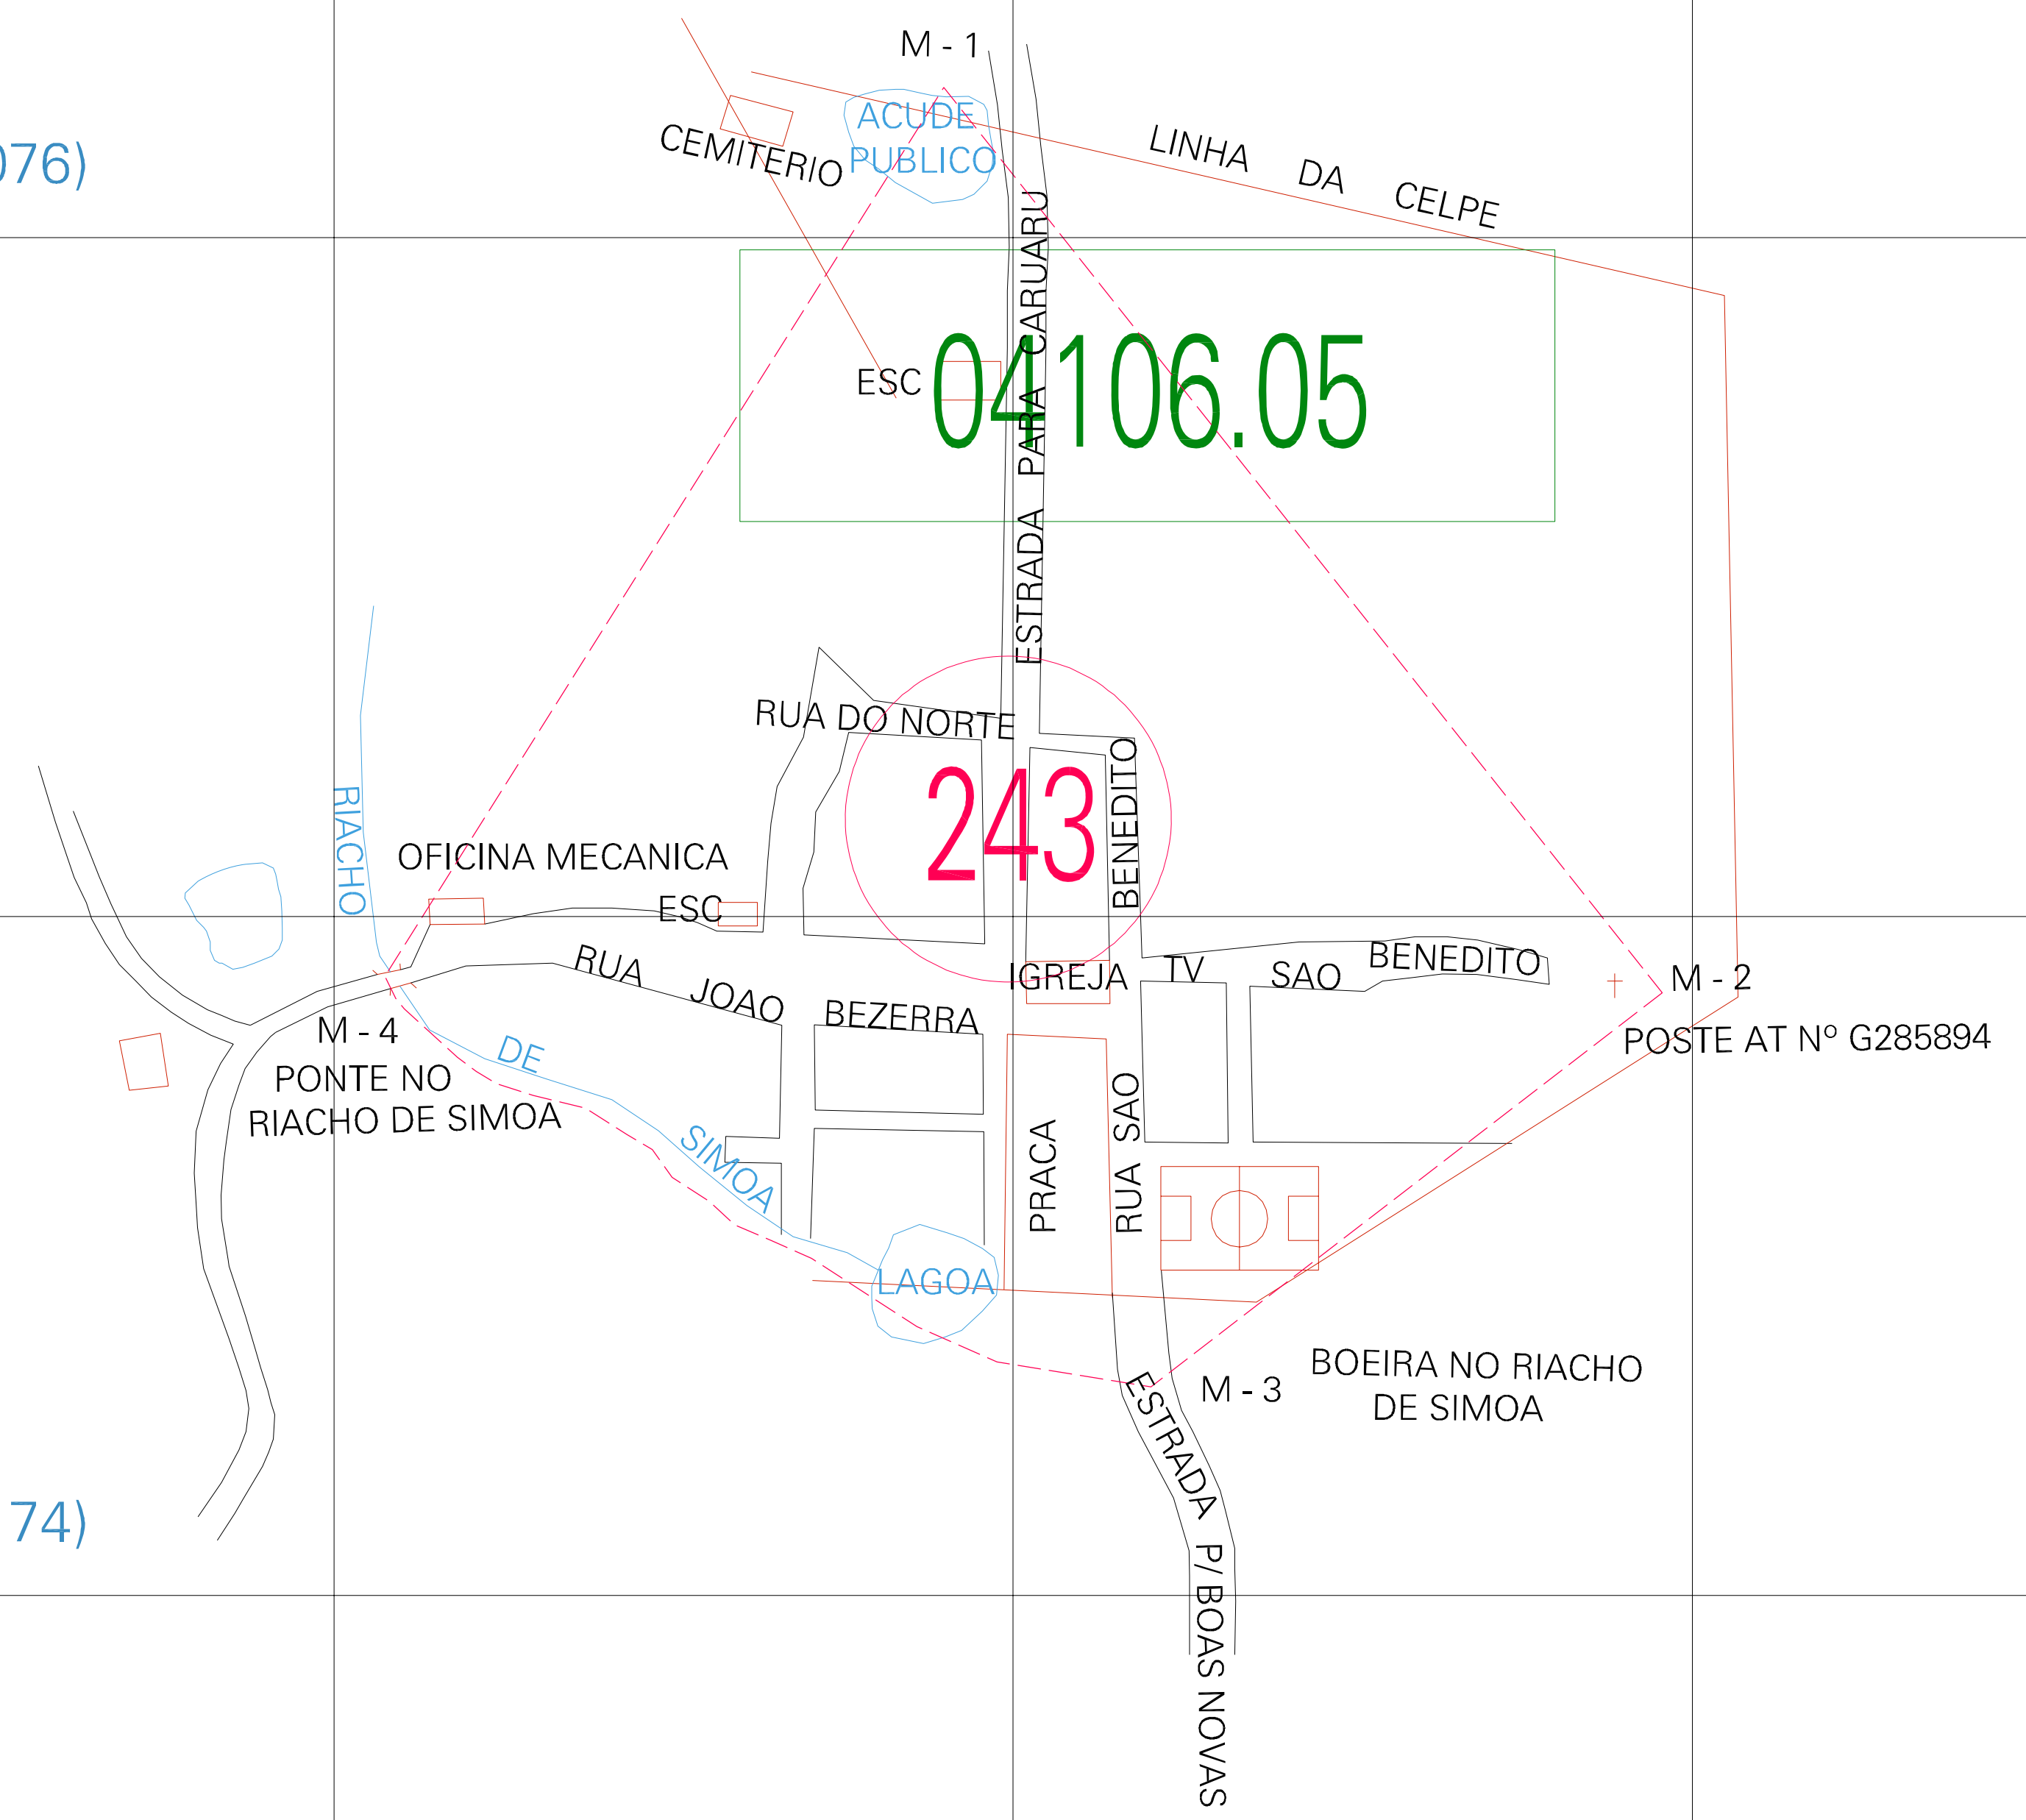 M - 1
ACUDE
PUBLICO
CEMITERIO
LINHA DA CELPE
076)
ESTRADA PARA CARUARU
04106.05
ESC
RUA DO NORTE
243
BENEDITO
RIACHO
OFICINA MECANICA
ESC
RUA JOAO BEZERRA
IGREJA
TV SAO BENEDITO
M - 2
POSTE AT Nº G285894
M - 4
PONTE NO
RIACHO DE SIMOA
DE
SIMOA
PRACA
RUA SAO
LAGOA
M - 3
BOEIRA NO RIACHO
DE SIMOA
74)
ESTRADA P/ BOAS NOVAS